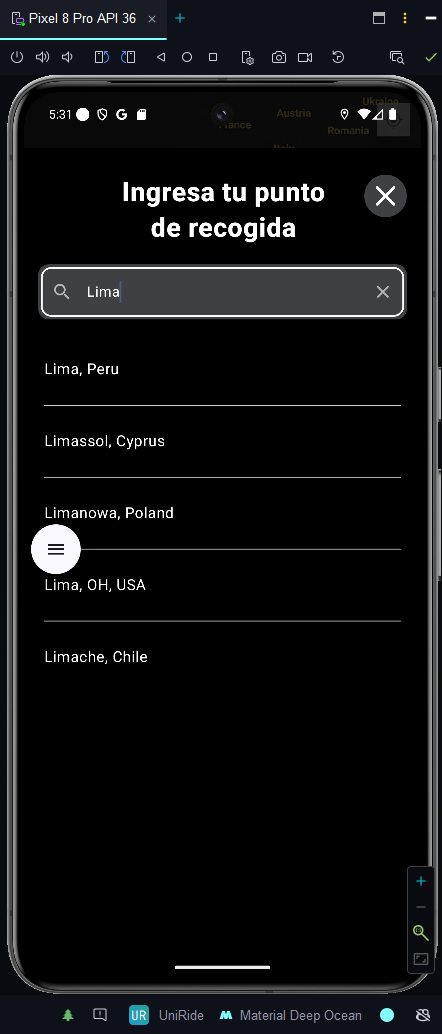 Pixel 8 Pro API 36
5:31
Ukraine
Austria
France
Romania
Italy
Ingresa tu punto
de recogida
Lima
Lima, Peru
Limassol, Cyprus
Limanowa, Poland
Lima, OH, USA
Limache, Chile
UR UniRide Material Deep Ocean